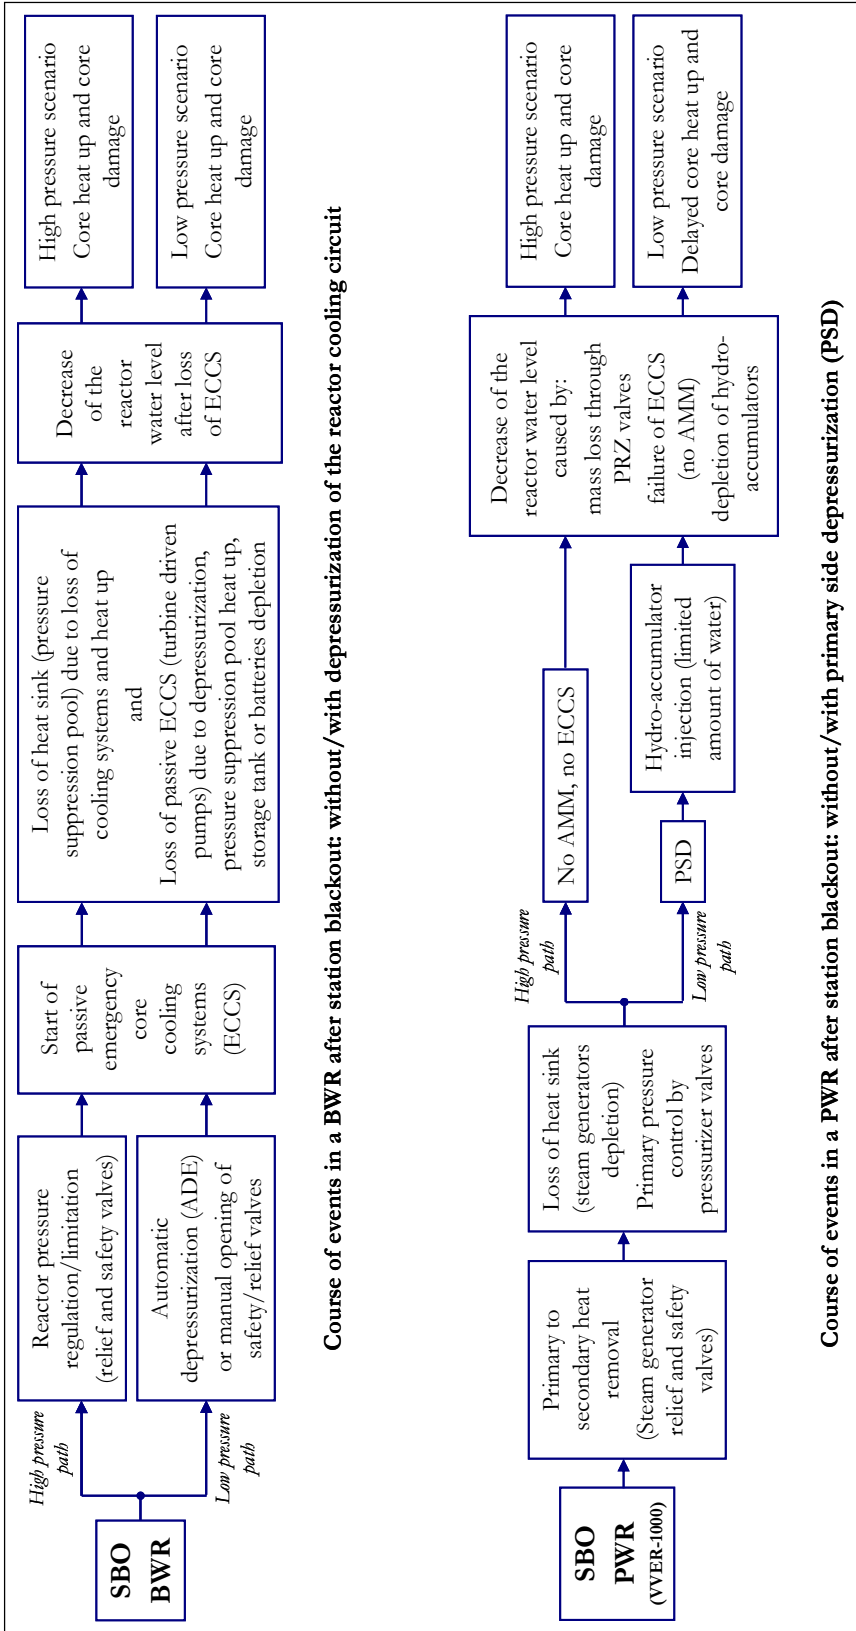 SBO
BWR
High pressure
path
Low pressure
path
Reactor pressure
regulation/limitation
(relief and safety valves)
Automatic
depressurization (ADE)
or manual opening of
safety/relief valves
Start of
passive
emergency
core
cooling
systems
(ECCS)
Loss of heat sink (pressure
suppression pool) due to loss of
cooling systems and heat up
and
Loss of passive ECCS (turbine driven
pumps) due to depressurization,
pressure suppression pool heat up,
storage tank or batteries depletion
Decrease
of the
reactor
water level
after loss
of ECCS
High pressure scenario
Core heat up and core
damage
Low pressure scenario
Core heat up and core
damage
Course of events in a BWR after station blackout: without/with depressurization of the reactor cooling circuit
SBO
PWR
(VVER-1000)
Primary to
secondary heat
removal
(Steam generator
relief and safety
valves)
Loss of heat sink
(steam generators
depletion)
Primary pressure
control by
pressurizer valves
High pressure
path
Low pressure
path
No AMM, no ECCS
PSD
Hydro-accumulator
injection (limited
amount of water)
Decrease of the
reactor water level
caused by:
mass loss through
PRZ valves
failure of ECCS
(no AMM)
depletion of hydro-
accumulators
High pressure scenario
Core heat up and core
damage
Low pressure scenario
Delayed core heat up and
core damage
Course of events in a PWR after station blackout: without/with primary side depressurization (PSD)